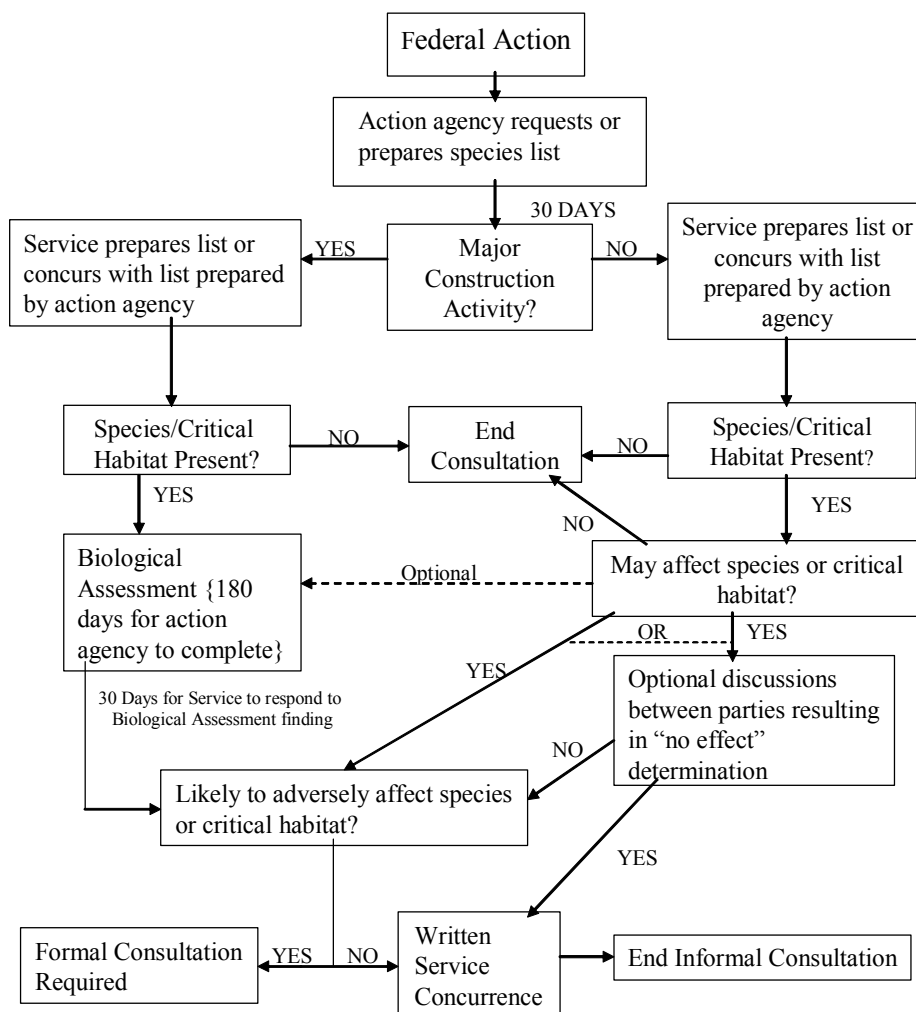 Federal Action
Action agency requests or
prepares species list
30 DAYS
Service prepares list or
concurs with list prepared
by action agency
YES
Major
Construction
Activity?
NO
Service prepares list or
concurs with list
prepared by action
agency
Species/Critical
Habitat Present?
NO
End
Consultation
NO
Species/Critical
Habitat Present?
YES
NO
YES
Biological
Assessment {180
days for action
agency to complete}
Optional
May affect species or critical
habitat?
OR
YES
YES
30 Days for Service to respond to
Biological Assessment finding
Optional discussions
between parties resulting
in “no effect”
determination
NO
Likely to adversely affect species
or critical habitat?
YES
Formal Consultation
Required
YES
NO
Written
Service
Concurrence
End Informal Consultation